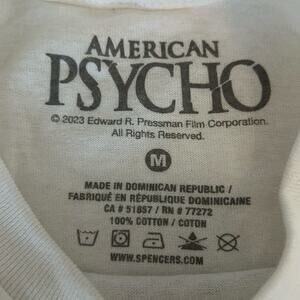 AMERICAN
PSYCHO
© 2023 Edward R. Pressman Film Corporation.
All Rights Reserved.
M
MADE IN DOMINICAN REPUBLIC /
FABRIQUÉ EN RÉPUBLIQUE DOMINICAINE
CA # 51857 / RN # 77272
100% COTTON / COTON
WWW.SPENCERS.COM